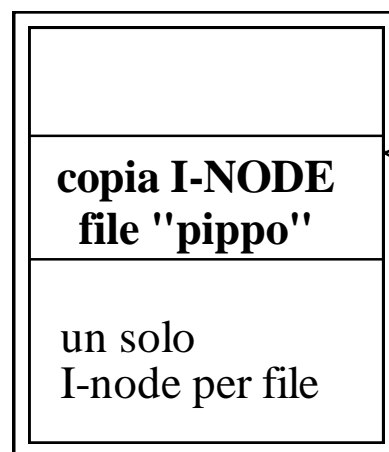 copia I-NODE
file "pippo"
un solo
I-node per file